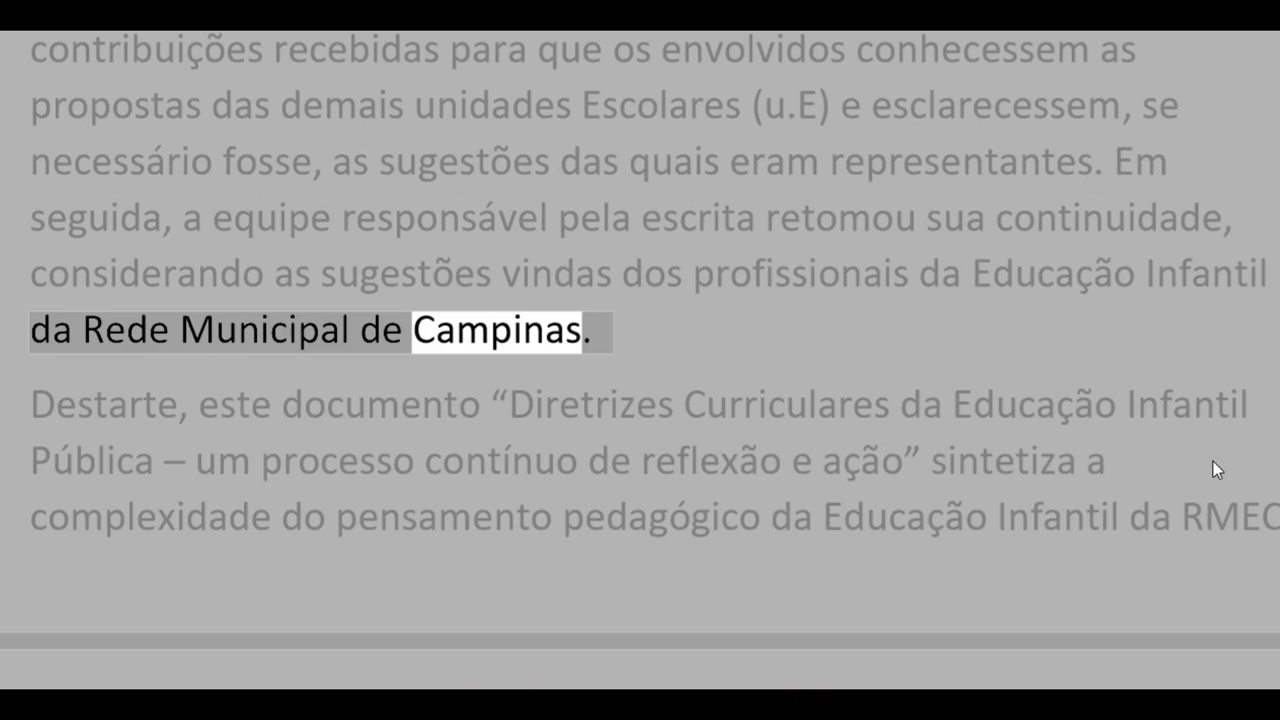 contribuições recebidas para que os envolvidos conhecessem as
propostas das demais unidades Escolares (u.E) e esclarecessem, se
necessário fosse, as sugestões das quais eram representantes. Em
seguida, a equipe responsável pela escrita retomou sua continuidade,
considerando as sugestões vindas dos profissionais da Educação Infantil
da Rede Municipal de Campinas.
Destarte, este documento “Diretrizes Curriculares da Educação Infantil
Pública – um processo contínuo de reflexão e ação” sintetiza a
complexidade do pensamento pedagógico da Educação Infantil da RMEC